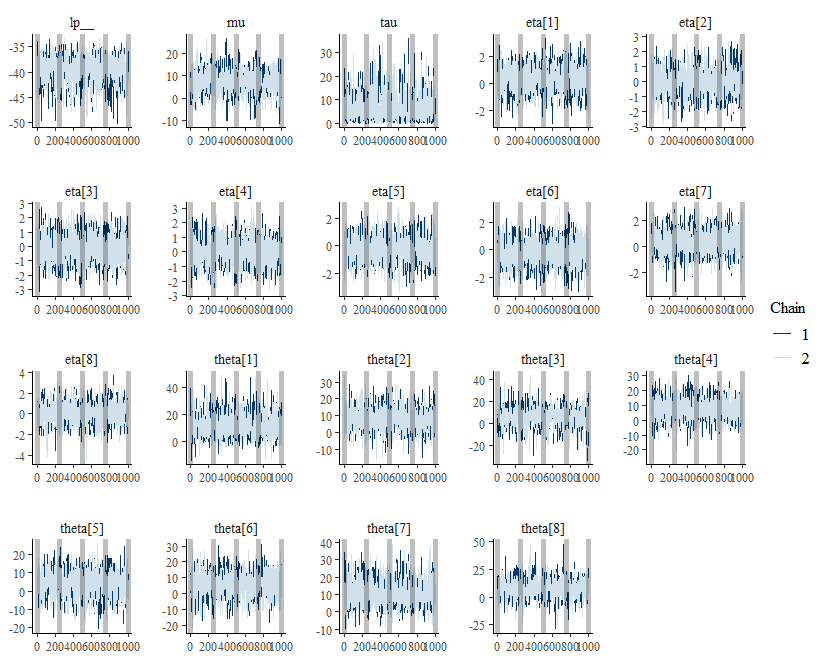 lp__ mu tau eta[1] eta[2]
-35 -40 -45 -50
20 10 0 -10
30 20 10 0
2 0 -2
3 2 1 0 -1 -2 -3
0 2004006008001000 0 2004006008001000 0 2004006008001000 0 2004006008001000 0 2004006008001000
eta[3] eta[4] eta[5] eta[6] eta[7]
3 2 1 0 -1 -2 -3
3 2 1 0 -1 -2 -3
2 0 -2
2 0 -2
2 0 -2
0 2004006008001000 0 2004006008001000 0 2004006008001000 0 2004006008001000 0 2004006008001000
Chain
1
2
eta[8] theta[1] theta[2] theta[3] theta[4]
4 2 0 -2 -4
40 20 0
30 20 10 0 -10
40 20 0 -20
30 20 10 0 -10 -20
0 2004006008001000 0 2004006008001000 0 2004006008001000 0 2004006008001000 0 2004006008001000
theta[5] theta[6] theta[7] theta[8]
20 10 0 -10 -20
30 20 10 0 -10 -20
40 30 20 10 0 -10
50 25 0 -25
0 2004006008001000 0 2004006008001000 0 2004006008001000 0 2004006008001000